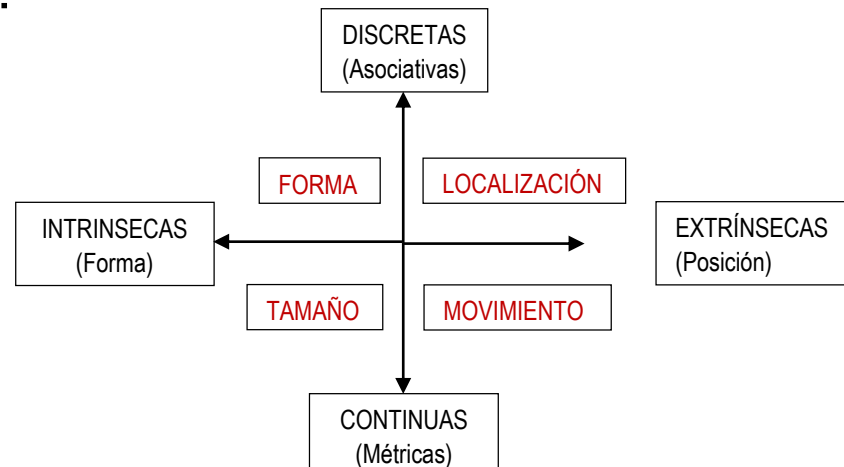 DISCRETAS
(Asociativas)
FORMA
LOCALIZACIÓN
INTRINSECAS
(Forma)
EXTRÍNSECAS
(Posición)
TAMAÑO
MOVIMIENTO
CONTINUAS
(Métricas)